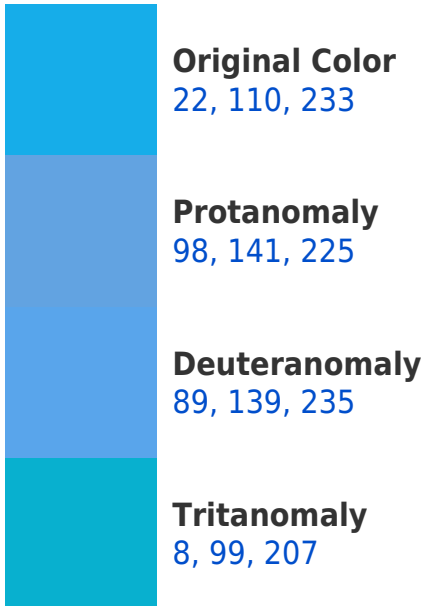 Original Color
22, 110, 233
Protanomaly
98, 141, 225
Deuteranomaly
89, 139, 235
Tritanomaly
8, 99, 207